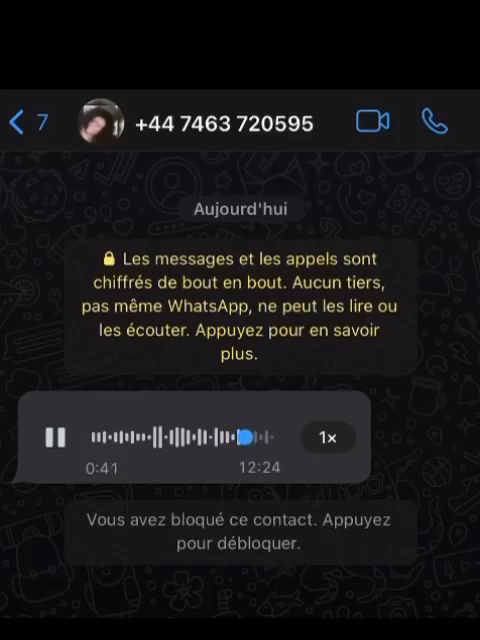 7
+44 7463 720595
Aujourd'hui
Les messages et les appels sont
chiffrés de bout en bout. Aucun tiers,
pas même WhatsApp, ne peut les lire ou
les écouter. Appuyez pour en savoir
plus.
1×
0:41 12:24
Vous avez bloqué ce contact. Appuyez
pour débloquer.